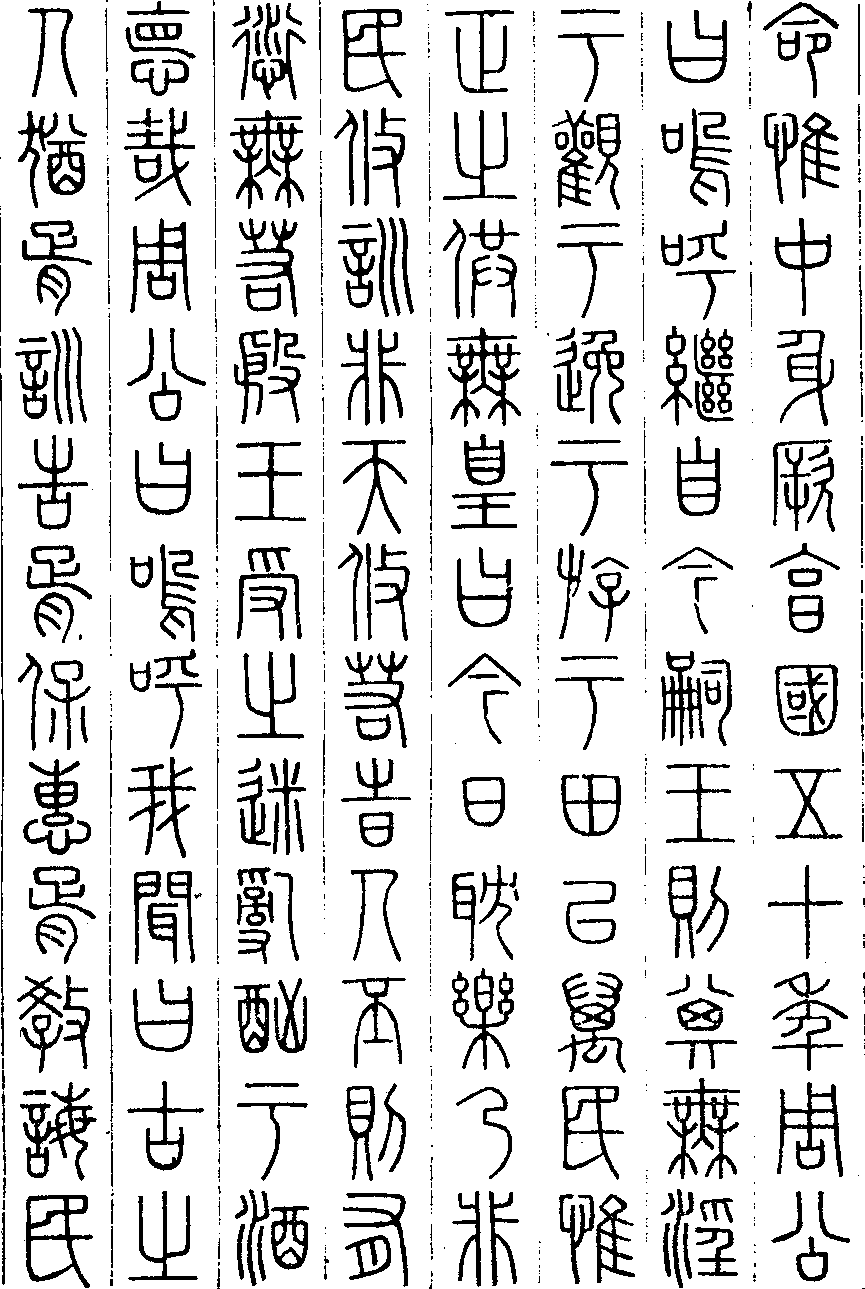 命惟中身厥享國五十年周公
曰嗚呼繼自今嗣王則其無淫
于觀于逸于游于田以萬民惟
正之供無皇曰今日耽樂乃非
民攸訓非天攸若時人丕則有
愆無若殷王受之迷亂酗于酒
德哉周公曰嗚呼我聞曰古之
人猶胥訓告胥保惠胥教誨民